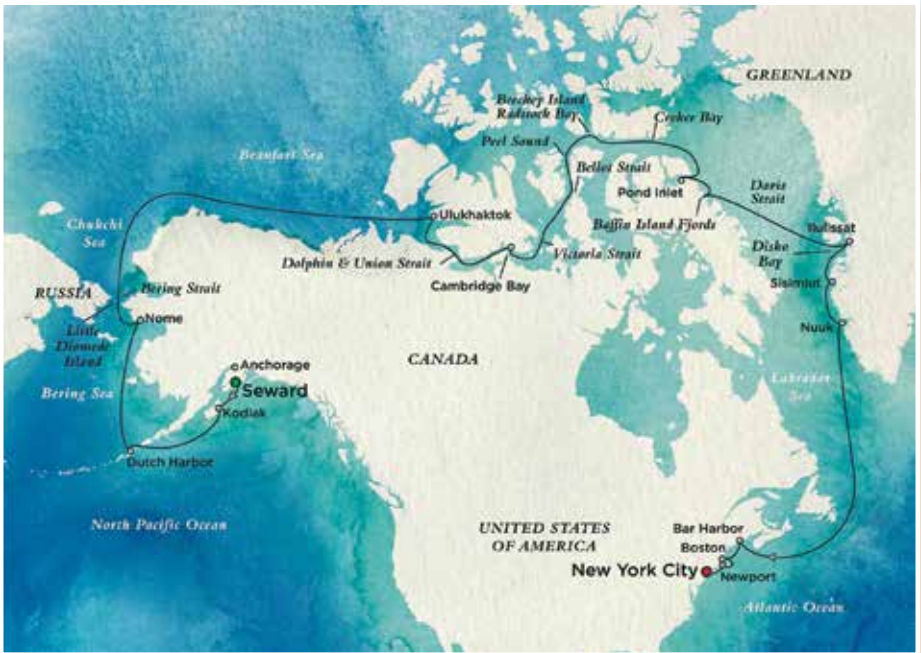 GREENLAND
Beechey Island
Radstock Bay
Croker Bay
Peel Sound
Beaufort Sea
Bellot Strait
Pond Inlet
Davis
Strait
Ulukhaktok
Chukchi
Sea
Baffin Island Fjords
Ilulissat
Disko
Bay
Dolphin & Union Strait
Victoria Strait
Cambridge Bay
Sisimiut
RUSSIA
Bering Strait
Nome
Little
Diomede
Island
Nuuk
CANADA
Anchorage
Seward
Labrador
Sea
Bering Sea
Kodiak
Dutch Harbor
North Pacific Ocean
UNITED STATES
OF AMERICA
Bar Harbor
Boston
New York City
Newport
Atlantic Ocean